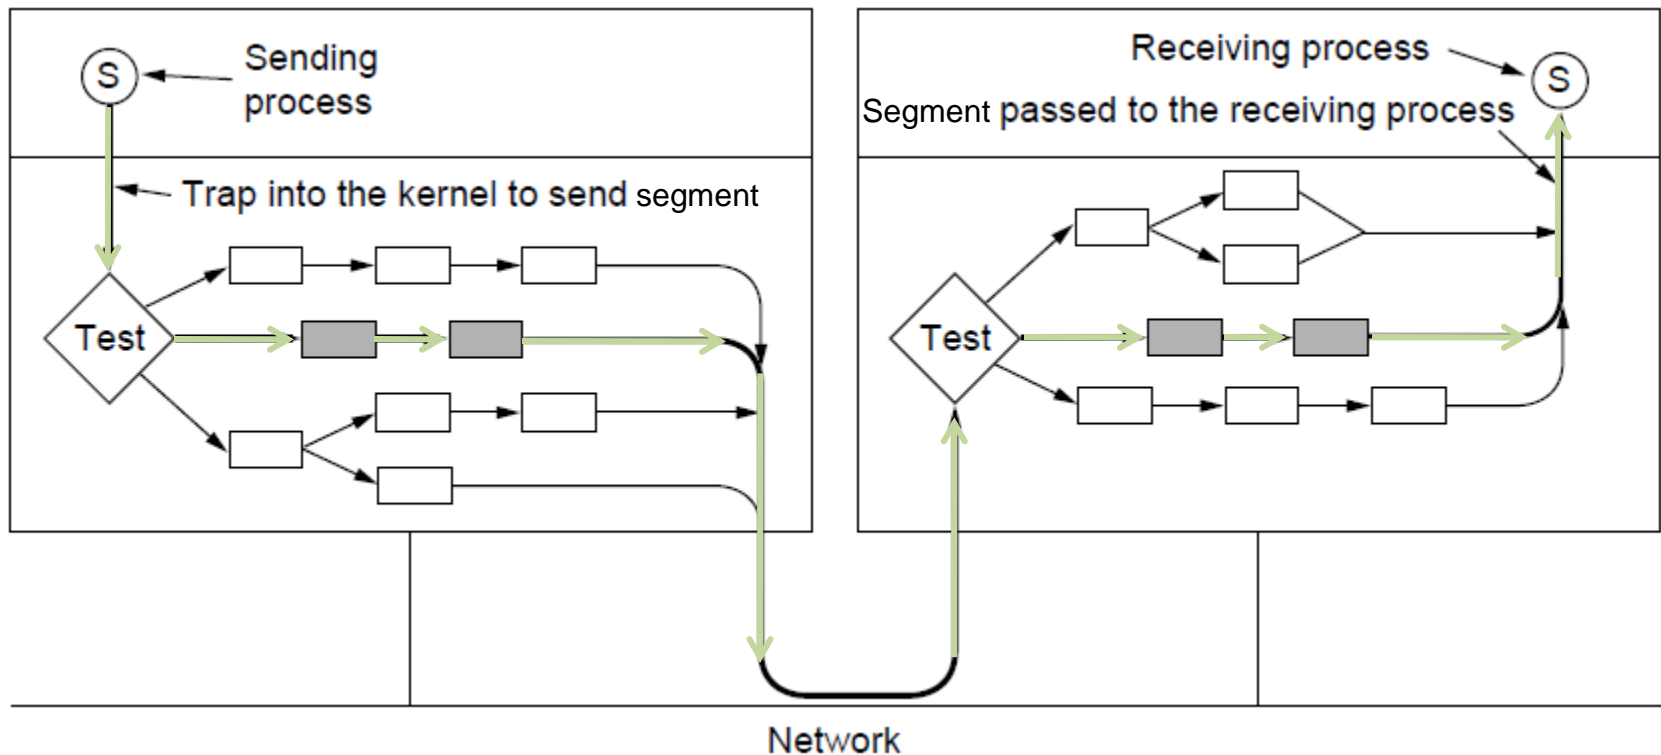 S
Sending
process
Trap into the kernel to send segment
Test
Receiving process
S
Segment passed to the receiving process
Test
Network